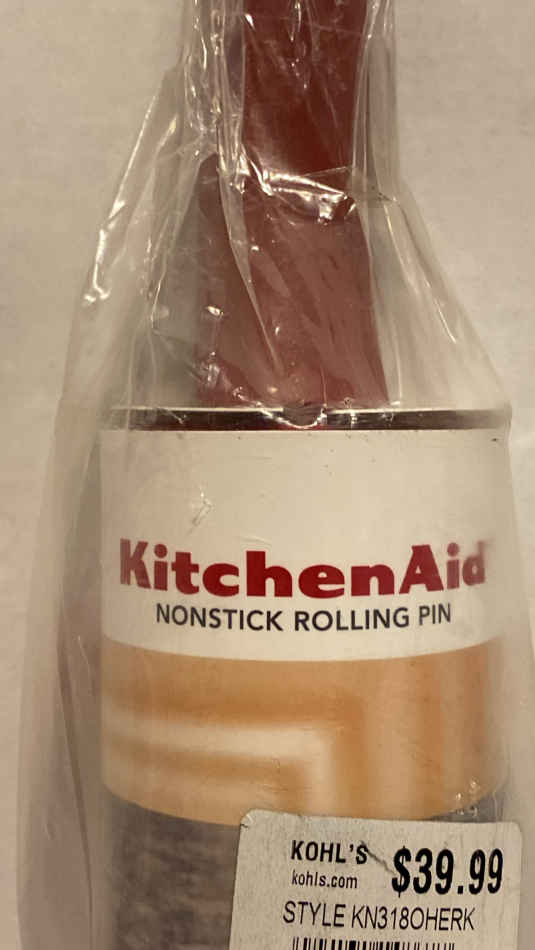 KitchenAid
NONSTICK ROLLING PIN
KOHL'S $39.99
kohls.com
STYLE KN318OHERK